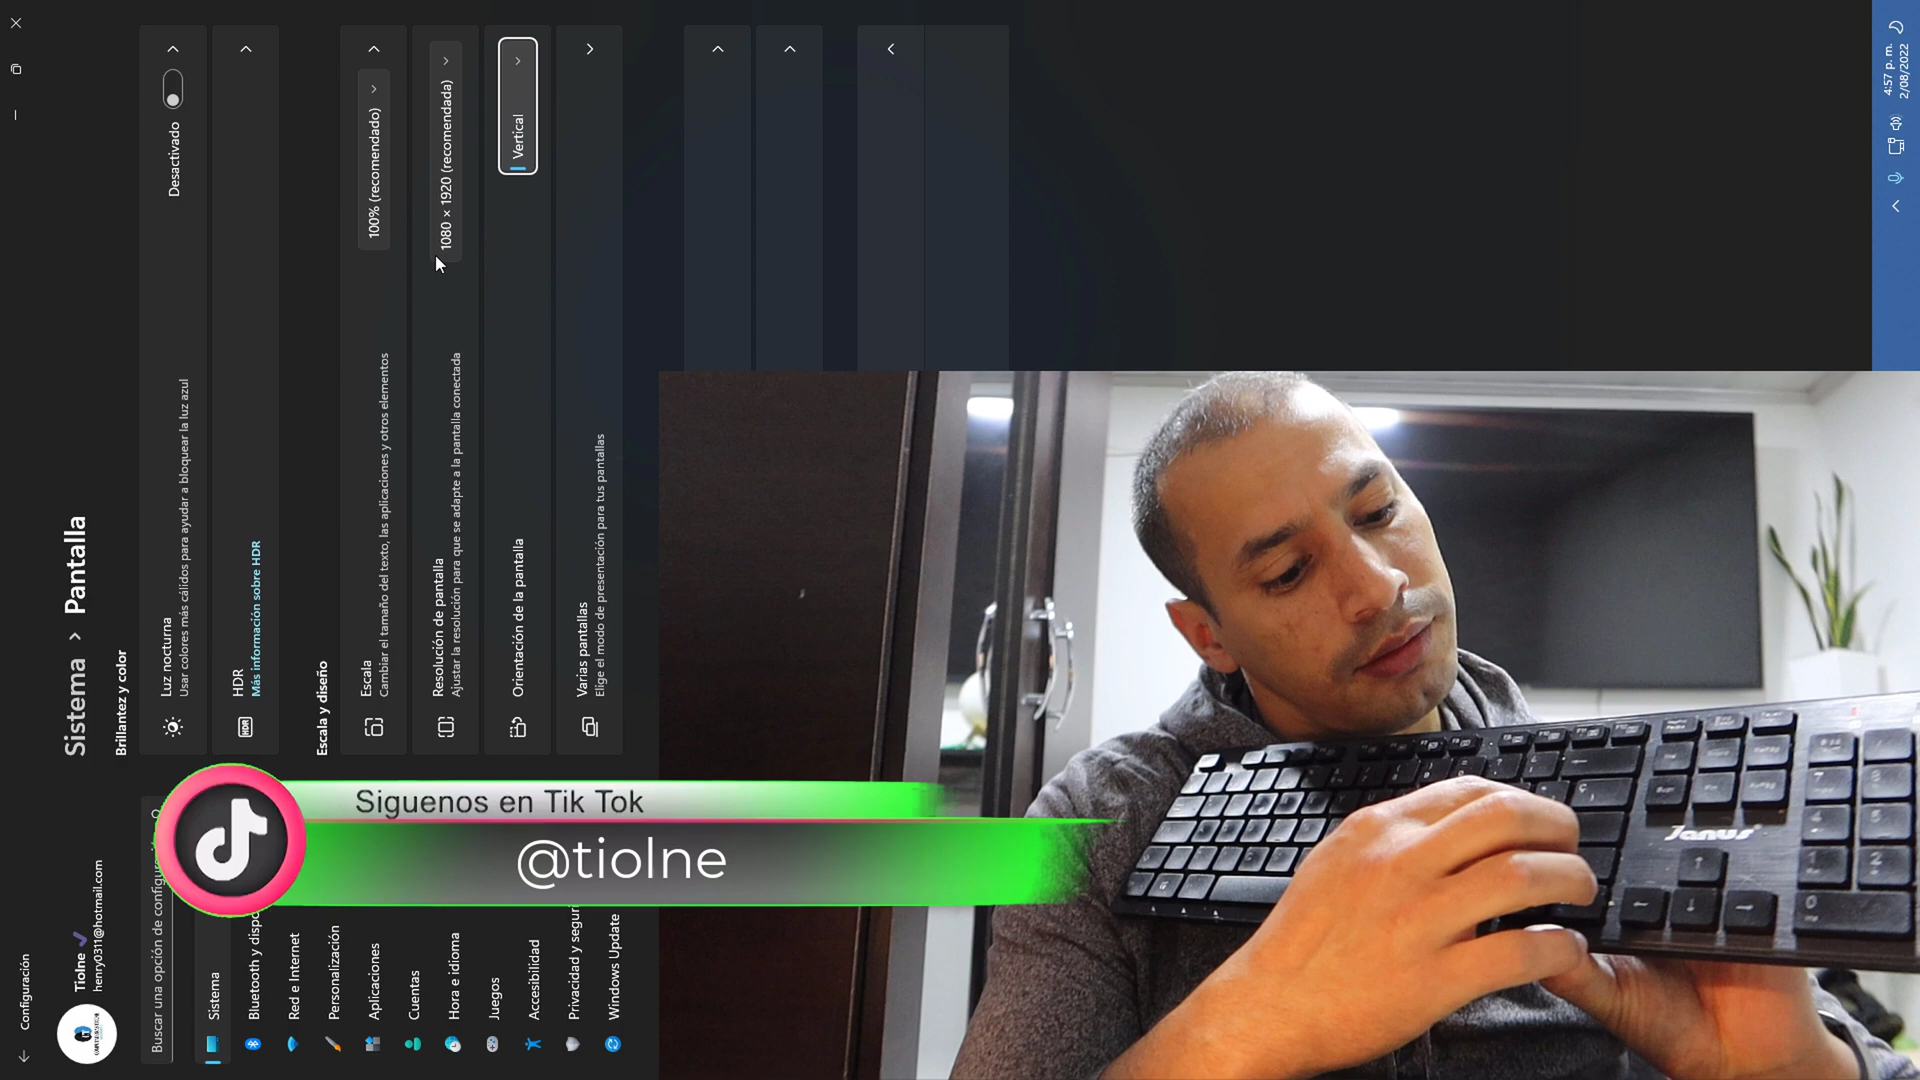 Configuración
Tiolne
henry0311@hotmail.com
Buscar una opción de configura
Sistema
Bluetooth y dispo
Red e Internet
Personalización
Aplicaciones
Cuentas
Hora e idioma
Juegos
Accesibilidad
Privacidad y segur
Windows Update
Sistema > Pantalla
Brillantez y color
Luz nocturna
Usar colores más cálidos para ayudar a bloquear la luz azul
Desactivado
HDR
HDR
Más información sobre HDR
Escala y diseño
Escala
Cambiar el tamaño del texto, las aplicaciones y otros elementos
100% (recomendado)
Resolución de pantalla
Ajustar la resolución para que se adapte a la pantalla conectada
1080 × 1920 (recomendada)
Orientación de la pantalla
Vertical
Varias pantallas
Elige el modo de presentación para tus pantallas
4:57 p. m.
2/08/2022
Siguenos en Tik Tok
@tiolne
Janus